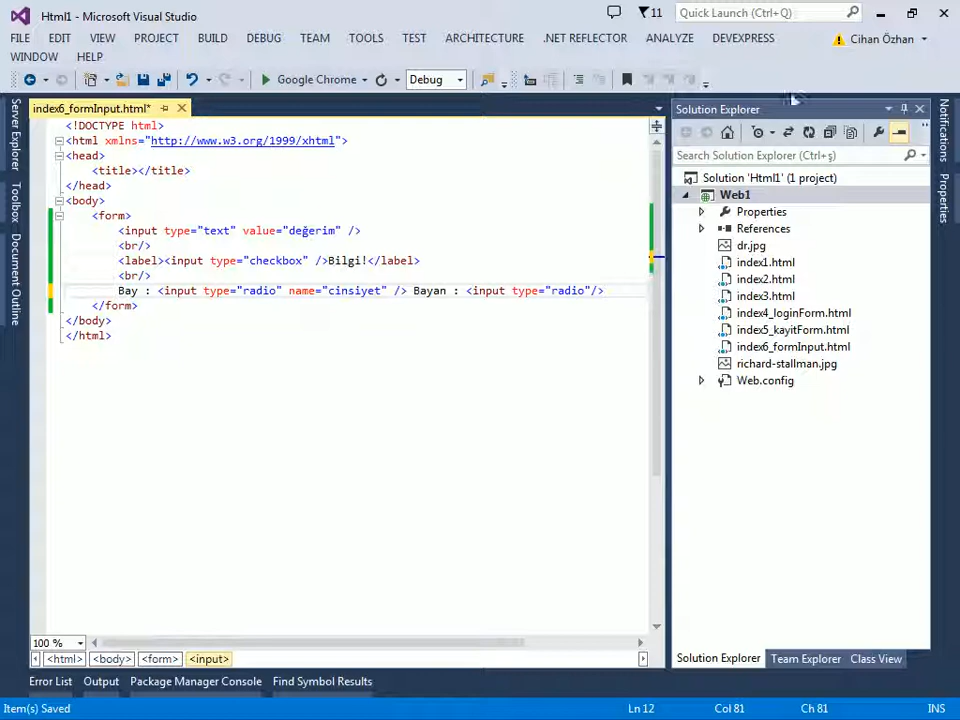 Html1 - Microsoft Visual Studio
11
Quick Launch (Ctrl+Q)
FILE EDIT VIEW PROJECT BUILD DEBUG TEAM TOOLS TEST ARCHITECTURE .NET REFLECTOR ANALYZE DEVEXPRESS
Cihan Özhan
WINDOW HELP
Google Chrome
Debug
Server Explorer
Toolbox
Document Outline
index6_formInput.html*
<!DOCTYPE html>
<html xmlns="http://www.w3.org/1999/xhtml">
<head>
<title></title>
</head>
<body>
<form>
<input type="text" value="değerim" />
<br/>
<label><input type="checkbox" />Bilgi!</label>
<br/>
Bay : <input type="radio" name="cinsiyet" /> Bayan : <input type="radio"/>
</form>
</body>
</html>
100 %
<html> <body> <form> <input>
Solution Explorer
Search Solution Explorer (Ctrl+ş)
Solution 'Html1' (1 project)
Web1
Properties
References
dr.jpg
index1.html
index2.html
index3.html
index4_loginForm.html
index5_kayitForm.html
index6_formInput.html
richard-stallman.jpg
Web.config
Solution Explorer Team Explorer Class View
Notifications
Properties
Error List Output Package Manager Console Find Symbol Results
Item(s) Saved
Ln 12 Col 81 Ch 81 INS